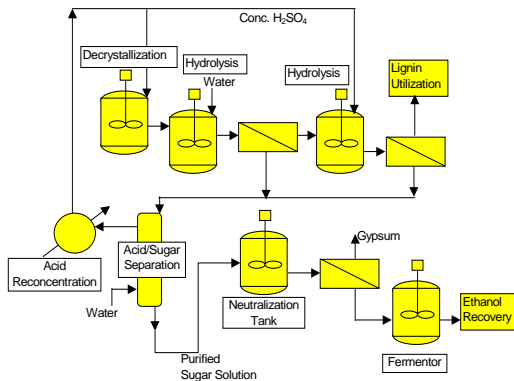 Conc. H₂SO₄
Decrystallization
Hydrolysis
Water
Hydrolysis
Lignin
Utilization
Acid
Reconcentration
Acid/Sugar
Separation
Water
Purified
Sugar Solution
Neutralization
Tank
Gypsum
Fermentor
Ethanol
Recovery